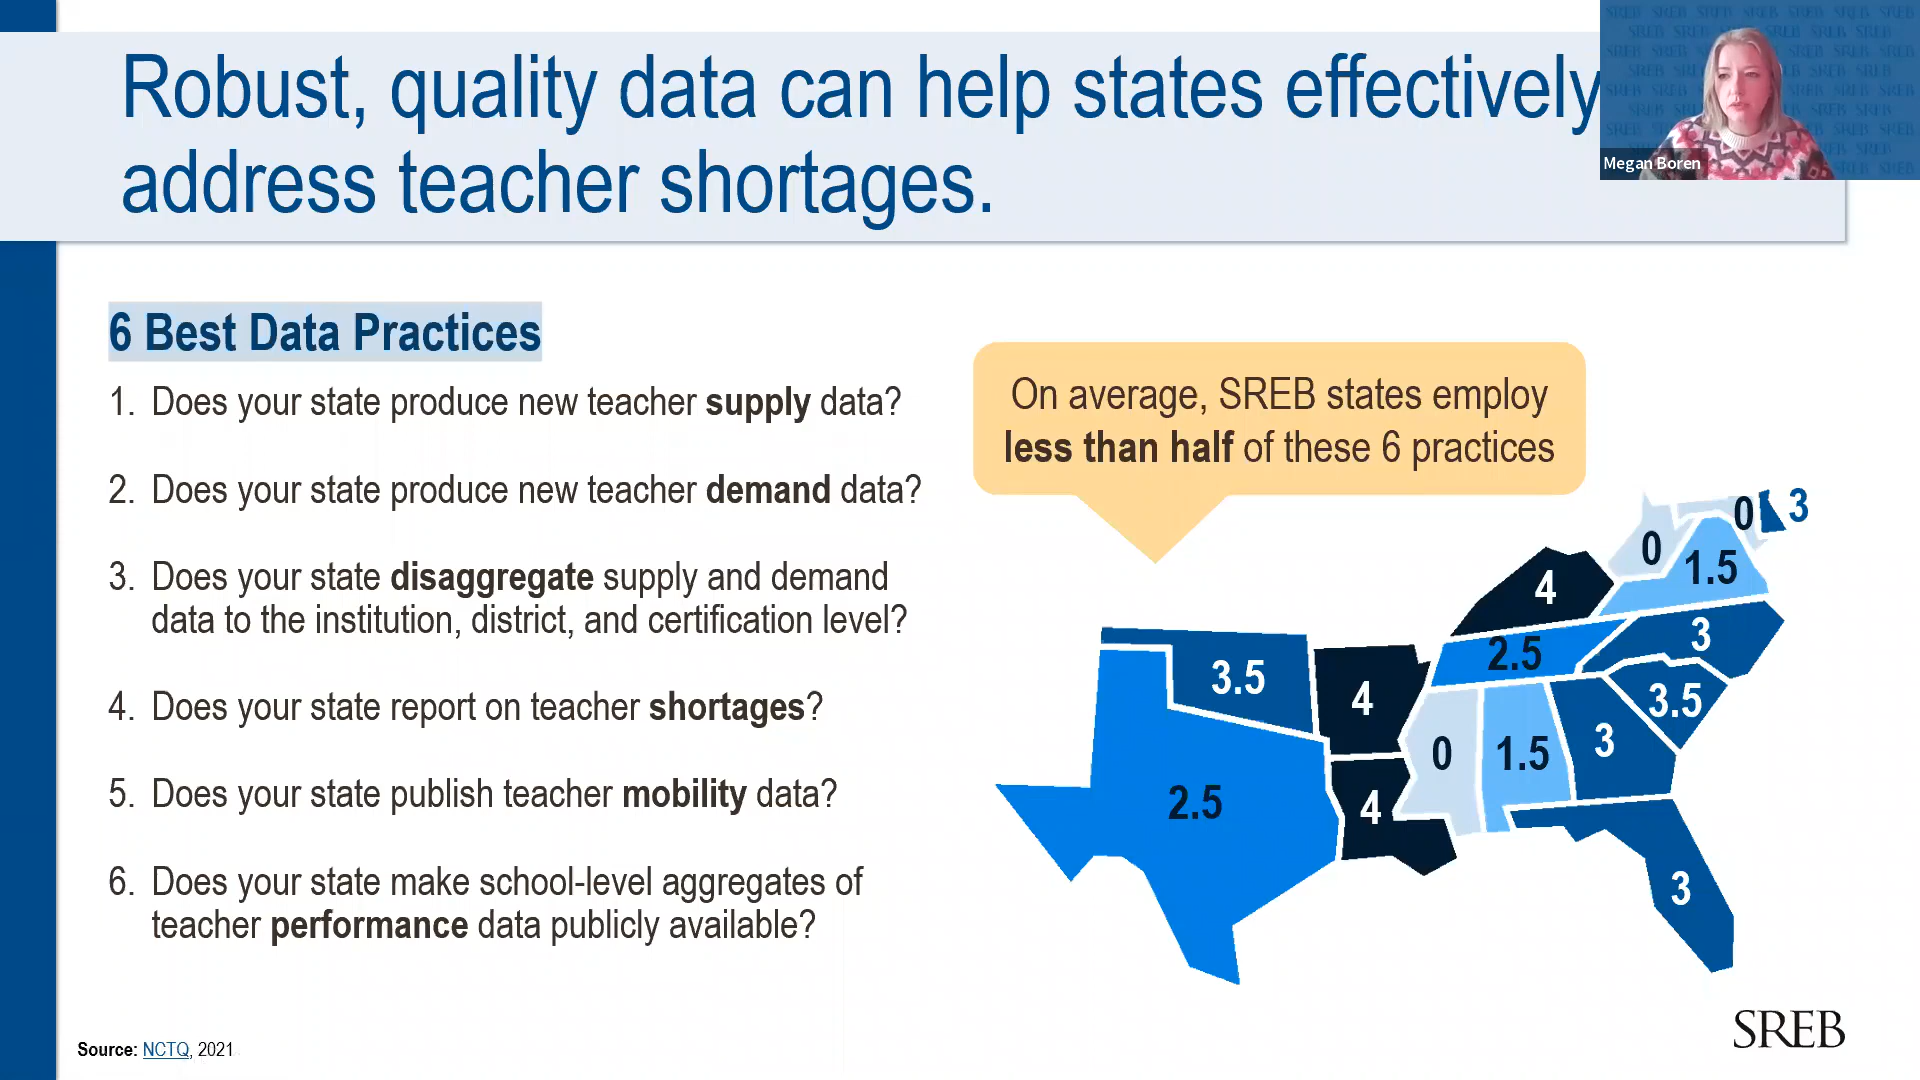 Robust, quality data can help states effectively
address teacher shortages.
Megan Boren
6 Best Data Practices
1. Does your state produce new teacher supply data?
2. Does your state produce new teacher demand data?
3. Does your state disaggregate supply and demand
data to the institution, district, and certification level?
4. Does your state report on teacher shortages?
5. Does your state publish teacher mobility data?
6. Does your state make school-level aggregates of
teacher performance data publicly available?
On average, SREB states employ
less than half of these 6 practices
0 3
0 1.5
4
2.5 3
3.5 4 3.5
0 1.5 3
2.5 4
3
Source: NCTQ, 2021
SREB